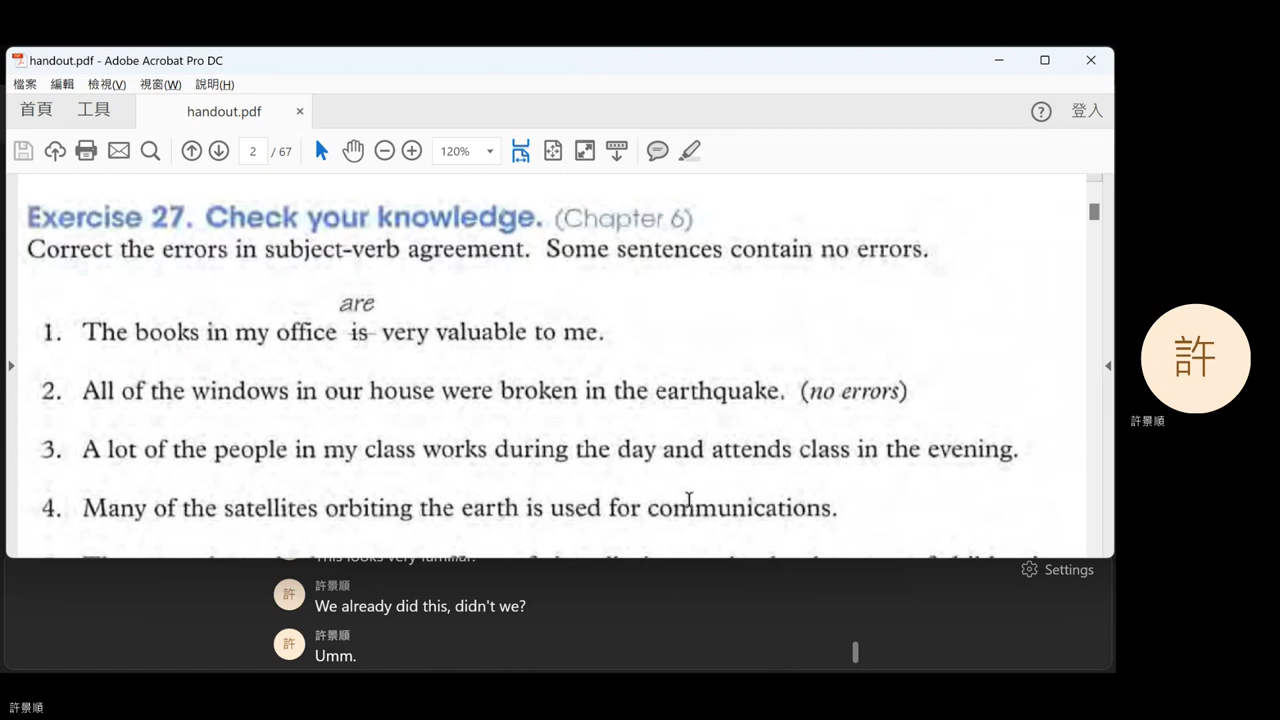 handout.pdf - Adobe Acrobat Pro DC
檔案 編輯 檢視(V) 視窗(W) 說明(H)
首頁 工具 handout.pdf × 登入
2 / 67 120%
Exercise 27. Check your knowledge. (Chapter 6)
Correct the errors in subject-verb agreement. Some sentences contain no errors.
are
1. The books in my office is very valuable to me.
2. All of the windows in our house were broken in the earthquake. (no errors)
3. A lot of the people in my class works during the day and attends class in the evening.
4. Many of the satellites orbiting the earth is used for communications.
This looks very familiar.
Settings
許景順
We already did this, didn't we?
許景順
Umm.
許
許
許
許景順
許景順